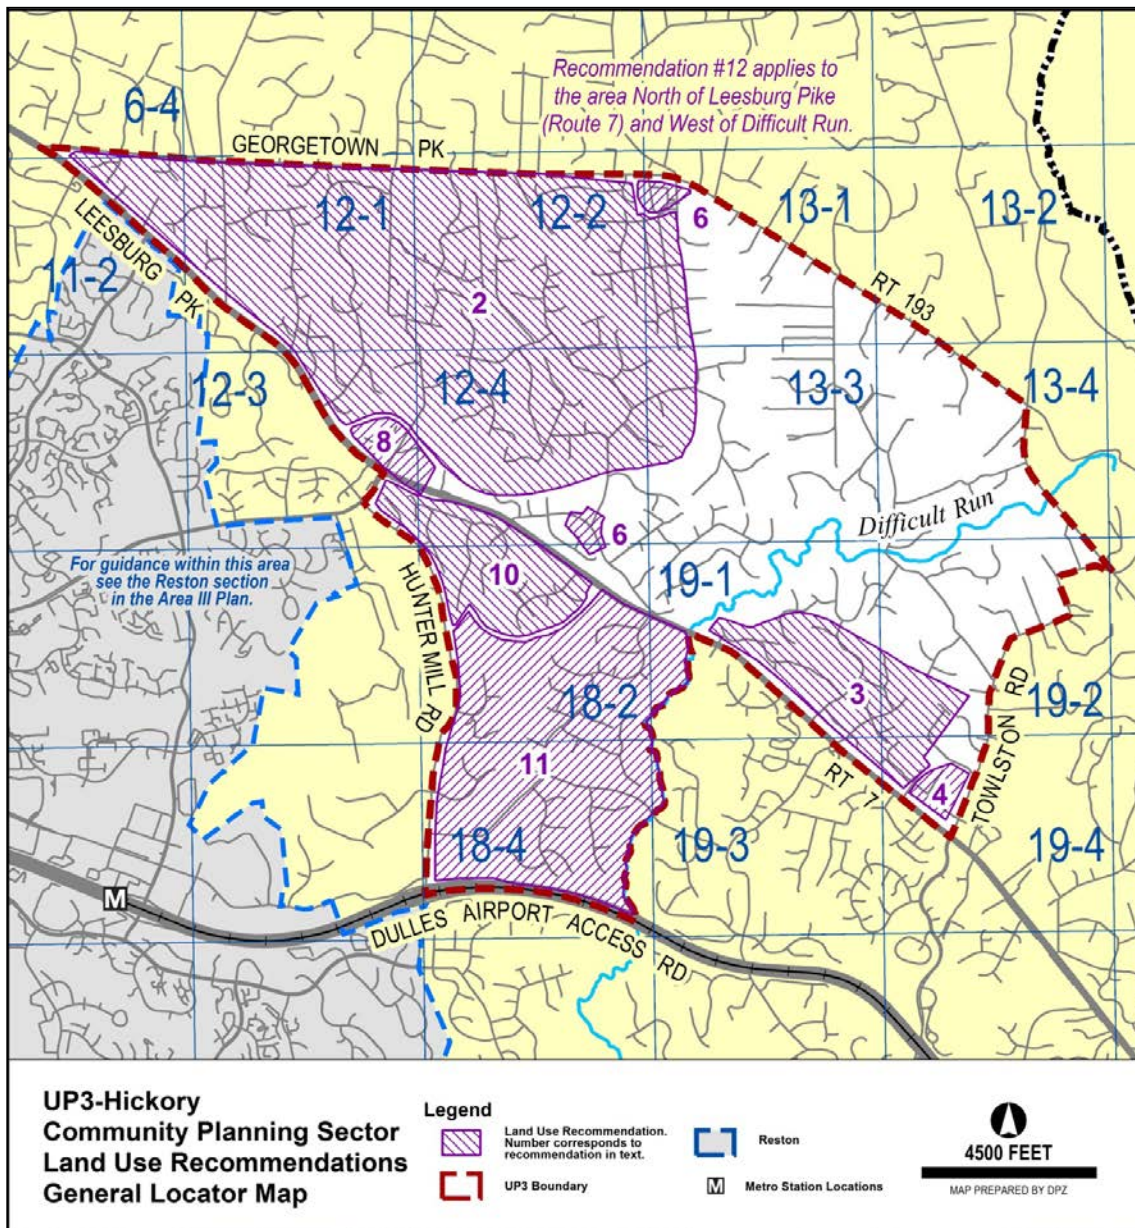 Recommendation #12 applies to
the area North of Leesburg Pike
(Route 7) and West of Difficult Run.
6-4
GEORGETOWN PK
12-1
12-2
6
13-1
13-2
LEESBURG PK
11-2
RT 193
2
12-3
12-4
13-3
13-4
8
Difficult Run
6
For guidance within this area
see the Reston section
in the Area III Plan.
10
19-1
HUNTER MILL RD
18-2
3
19-2
TOWLSTON RD
11
RT 7
4
18-4
19-3
19-4
M
DULLES AIRPORT ACCESS RD
UP3-Hickory
Community Planning Sector
Land Use Recommendations
General Locator Map
Legend
Land Use Recommendation.
Number corresponds to
recommendation in text.
UP3 Boundary
Reston
M Metro Station Locations
4500 FEET
MAP PREPARED BY DPZ